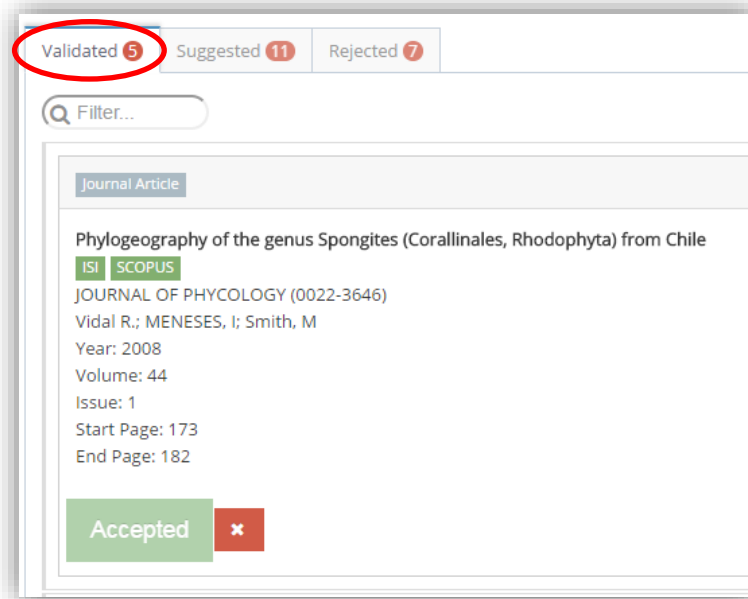 Validated 5 Suggested 11 Rejected 7
Filter...
Journal Article
Phylogeography of the genus Spongites (Corallinales, Rhodophyta) from Chile
ISI SCOPUS
JOURNAL OF PHYCOLOGY (0022-3646)
Vidal R.; MENESES, I; Smith, M
Year: 2008
Volume: 44
Issue: 1
Start Page: 173
End Page: 182
Accepted